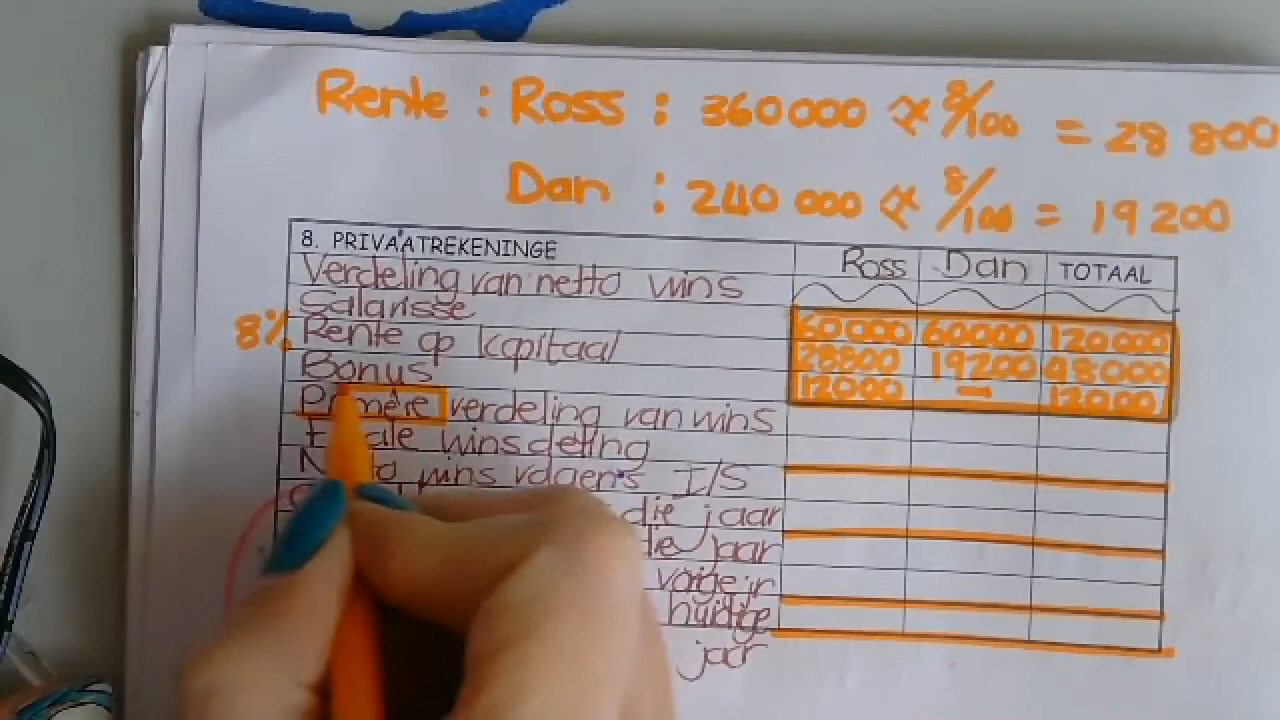 Rente : Ross : 360 000 x 8/100 = 28 800
Dan : 240 000 x 8/100 = 19 200
8. PRIVAATREKENINGE Ross Dan TOTAAL
Verdeling van netto wins
Salarisse 60000 60000 120000
8% Rente op kapitaal 28800 19200 48000
Bonus 12000 - 12000
Primêre verdeling van wins
winsdeling
wins volgens I/S
die jaar
die jaar
vorige jr
huidige
jaar